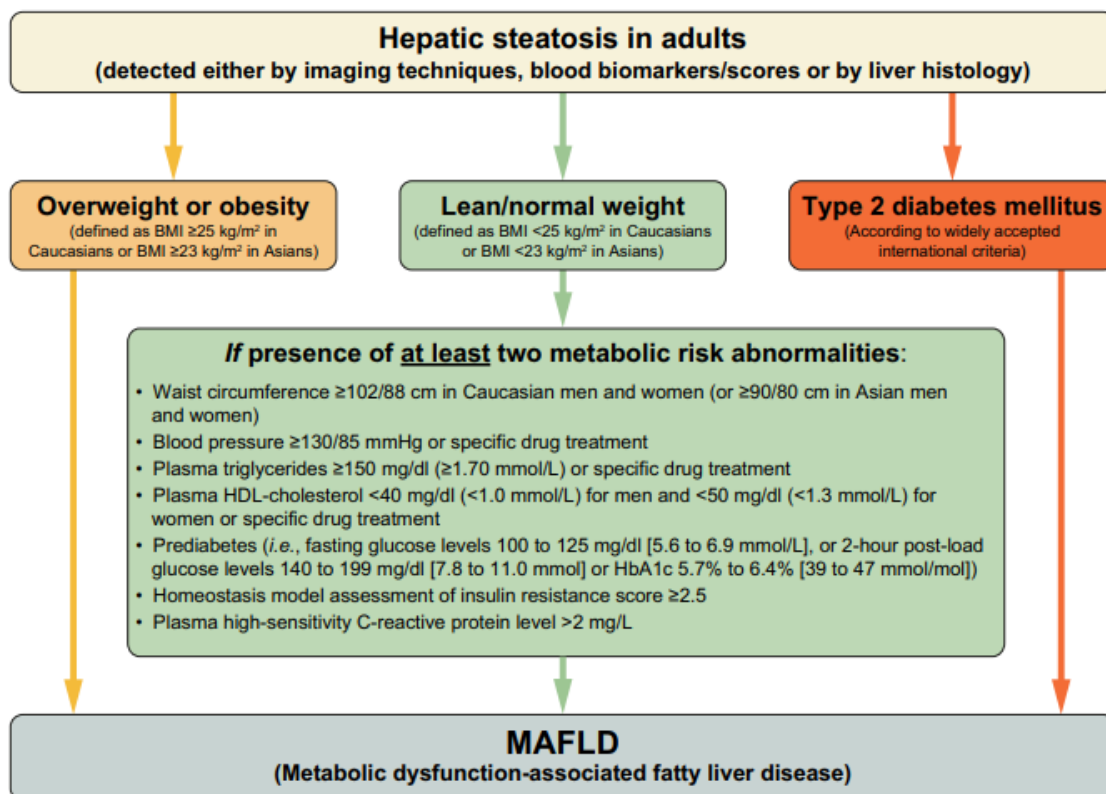 Hepatic steatosis in adults
(detected either by imaging techniques, blood biomarkers/scores or by liver histology)
Overweight or obesity
(defined as BMI ≥25 kg/m² in
Caucasians or BMI ≥23 kg/m² in Asians)
Lean/normal weight
(defined as BMI <25 kg/m² in Caucasians
or BMI <23 kg/m² in Asians)
Type 2 diabetes mellitus
(According to widely accepted
international criteria)
If presence of at least two metabolic risk abnormalities:
• Waist circumference ≥102/88 cm in Caucasian men and women (or ≥90/80 cm in Asian men
and women)
• Blood pressure ≥130/85 mmHg or specific drug treatment
• Plasma triglycerides ≥150 mg/dl (≥1.70 mmol/L) or specific drug treatment
• Plasma HDL-cholesterol <40 mg/dl (<1.0 mmol/L) for men and <50 mg/dl (<1.3 mmol/L) for
women or specific drug treatment
• Prediabetes (i.e., fasting glucose levels 100 to 125 mg/dl [5.6 to 6.9 mmol/L], or 2-hour post-load
glucose levels 140 to 199 mg/dl [7.8 to 11.0 mmol] or HbA1c 5.7% to 6.4% [39 to 47 mmol/mol])
• Homeostasis model assessment of insulin resistance score ≥2.5
• Plasma high-sensitivity C-reactive protein level >2 mg/L
MAFLD
(Metabolic dysfunction-associated fatty liver disease)